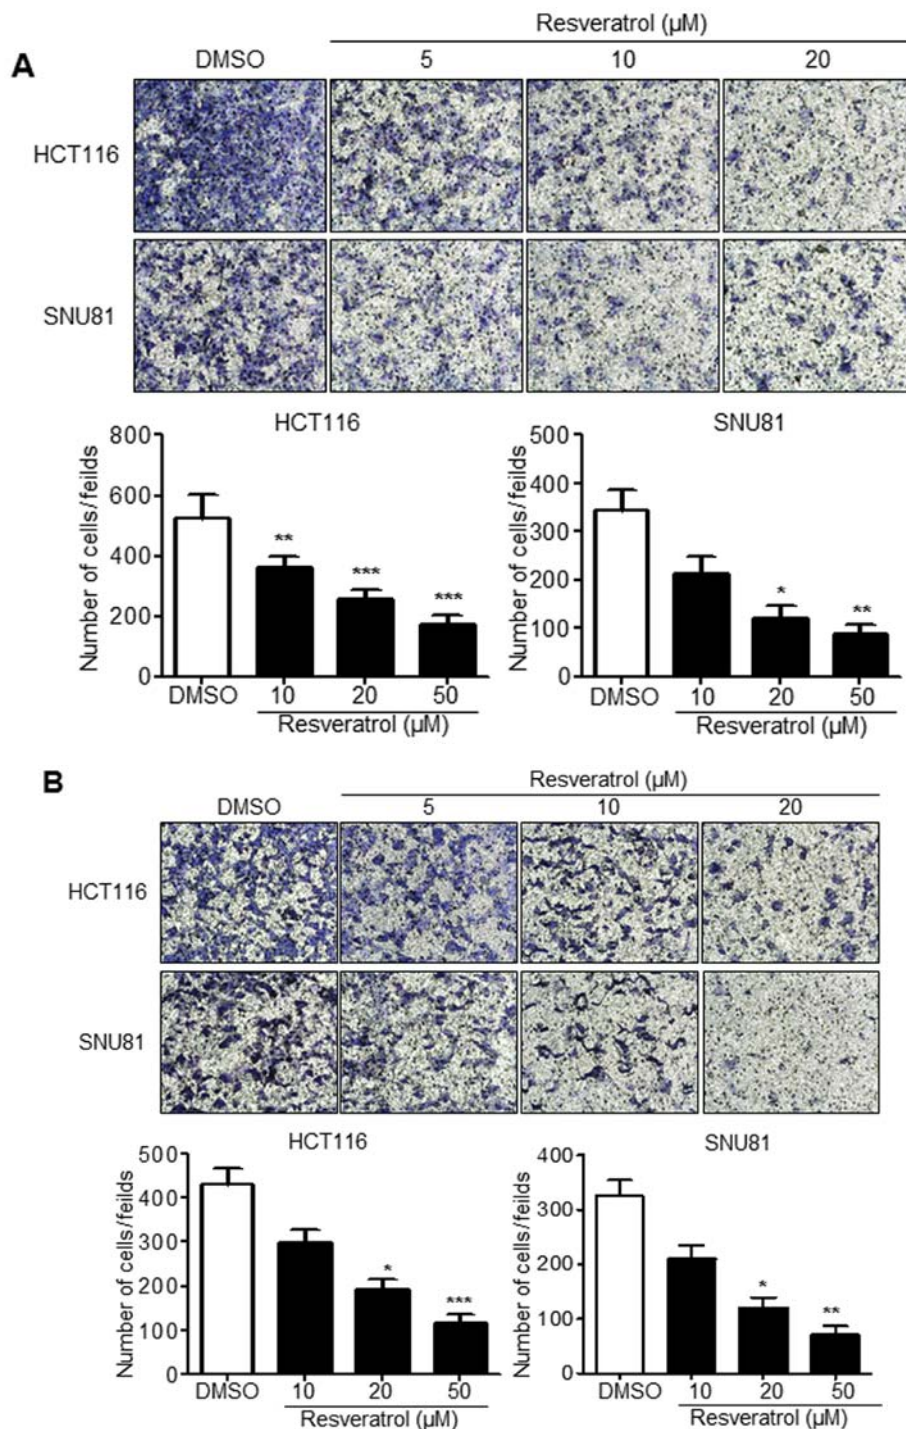 Resveratrol (µM)
A DMSO 5 10 20
HCT116
SNU81
HCT116 SNU81
Number of cells/feilds
800
600
400
200
0
**
***
***
DMSO 10 20 50
Resveratrol (µM)
Number of cells/feilds
500
400
300
200
100
0
*
**
DMSO 10 20 50
Resveratrol (µM)
B Resveratrol (µM)
DMSO 5 10 20
HCT116
SNU81
HCT116 SNU81
Number of cells/feilds
500
400
300
200
100
0
*
***
DMSO 10 20 50
Resveratrol (µM)
Number of cells/feilds
400
300
200
100
0
*
**
DMSO 10 20 50
Resveratrol (µM)